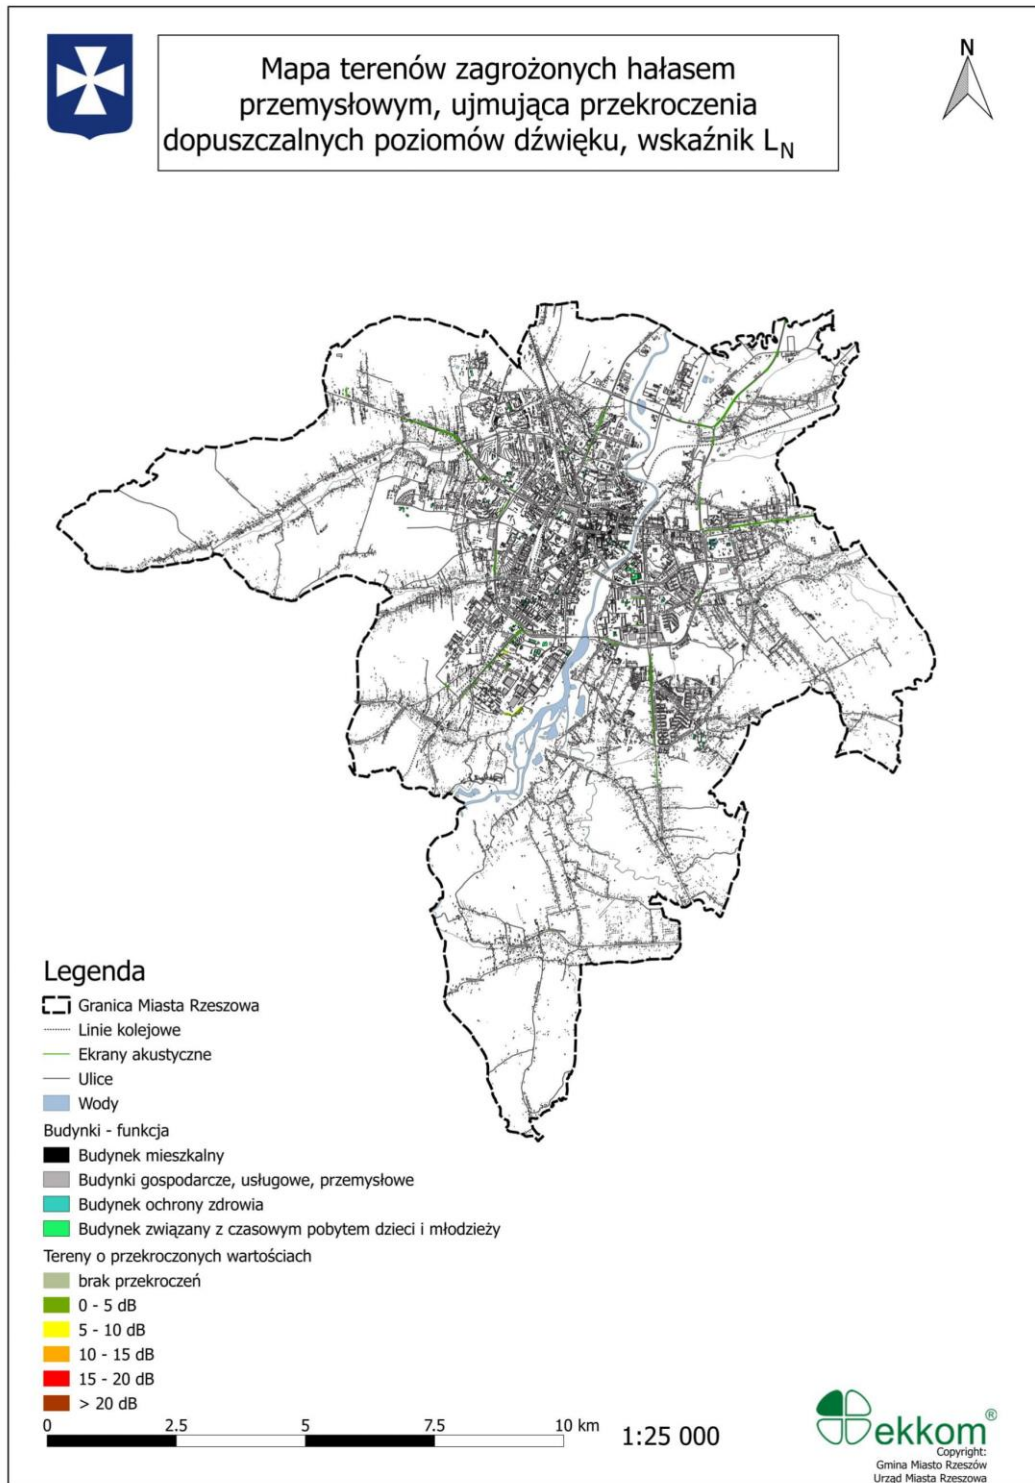 Mapa terenów zagrożonych hałasem
przemysłowym, ujmująca przekroczenia
dopuszczalnych poziomów dźwięku, wskaźnik LN
N
Legenda
Granica Miasta Rzeszowa
Linie kolejowe
Ekrany akustyczne
Ulice
Wody
Budynki - funkcja
Budynek mieszkalny
Budynki gospodarcze, usługowe, przemysłowe
Budynek ochrony zdrowia
Budynek związany z czasowym pobytem dzieci i młodzieży
Tereny o przekroczonych wartościach
brak przekroczeń
0 - 5 dB
5 - 10 dB
10 - 15 dB
15 - 20 dB
> 20 dB
0 2.5 5 7.5 10 km
1:25 000
ekkom®
Copyright:
Gmina Miasto Rzeszów
Urząd Miasta Rzeszowa